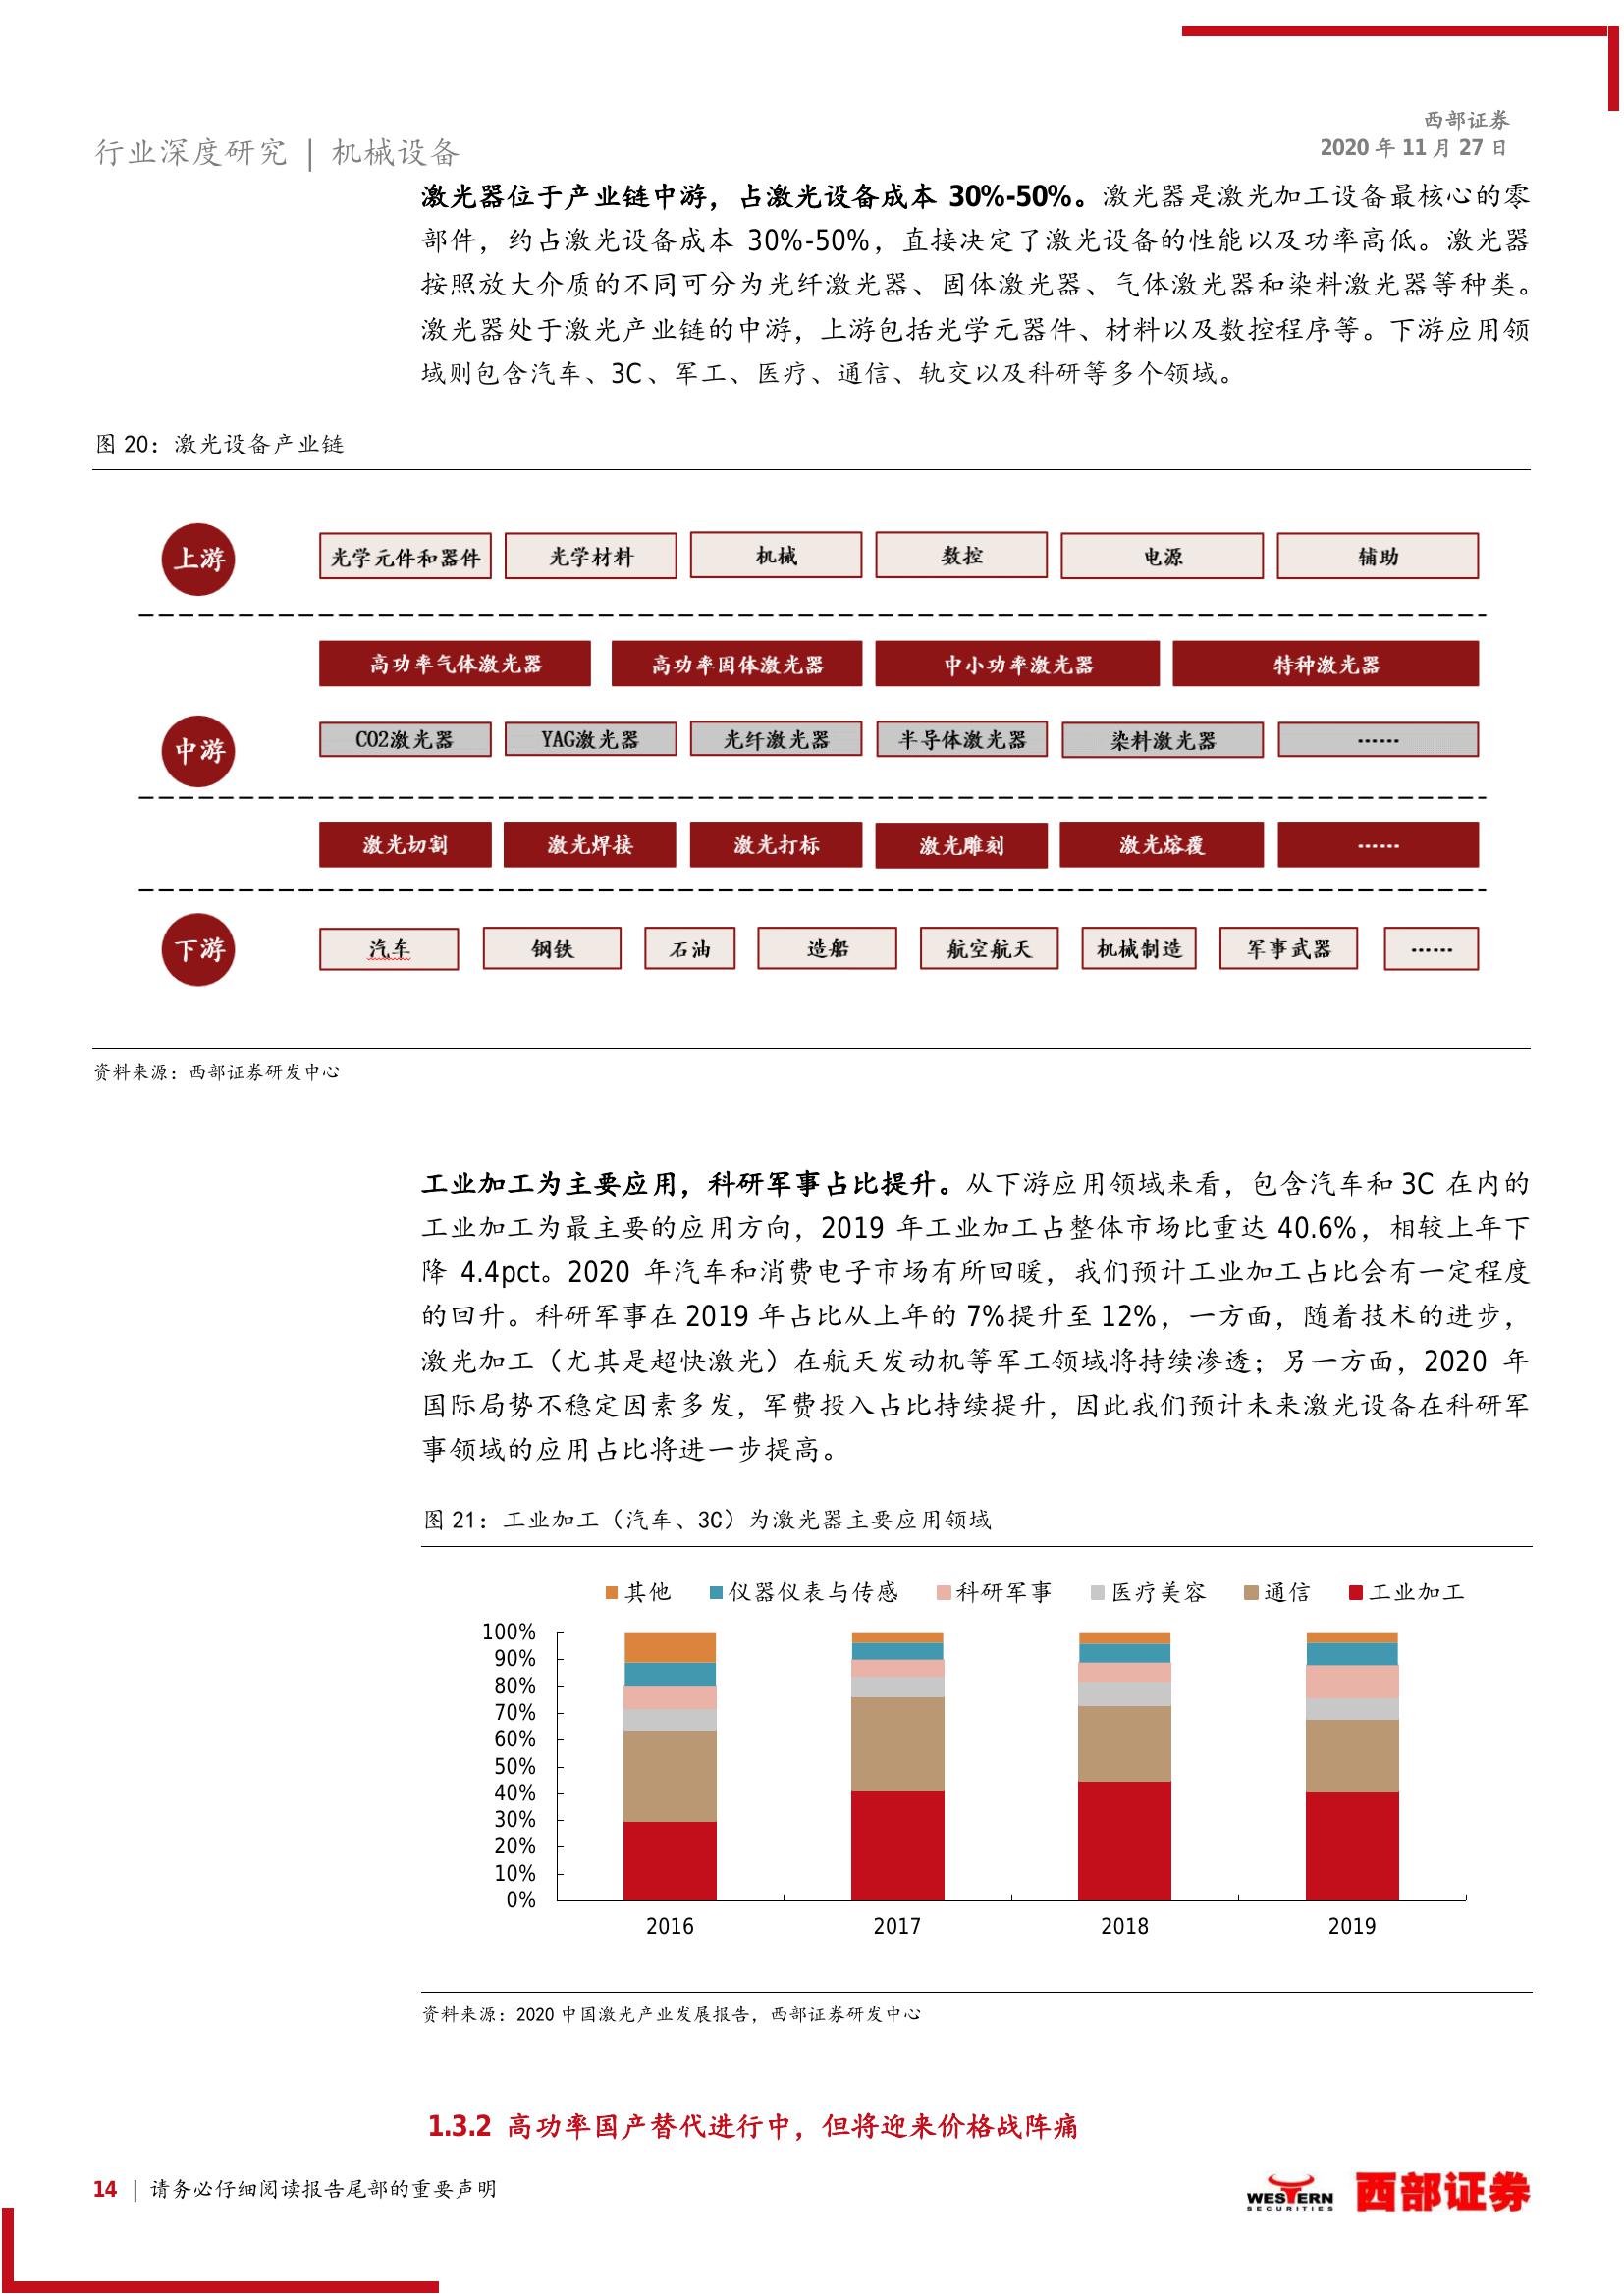 西部证券
行业深度研究 | 机械设备
2020 年 11 月 27 日
激光器位于产业链中游，占激光设备成本 30%-50%。激光器是激光加工设备最核心的零
部件，约占激光设备成本 30%-50%，直接决定了激光设备的性能以及功率高低。激光器
按照放大介质的不同可分为光纤激光器、固体激光器、气体激光器和染料激光器等种类。
激光器处于激光产业链的中游，上游包括光学元器件、材料以及数控程序等。下游应用领
域则包含汽车、3C、军工、医疗、通信、轨交以及科研等多个领域。
图 20：激光设备产业链
上游 光学元件和器件 光学材料 机械 数控 电源 辅助
高功率气体激光器 高功率固体激光器 中小功率激光器 特种激光器
中游 CO2激光器 YAG激光器 光纤激光器 半导体激光器 染料激光器 ……
激光切割 激光焊接 激光打标 激光雕刻 激光熔覆 ……
下游 汽车 钢铁 石油 造船 航空航天 机械制造 军事武器 ……
资料来源：西部证券研发中心
工业加工为主要应用，科研军事占比提升。从下游应用领域来看，包含汽车和 3C 在内的
工业加工为最主要的应用方向，2019 年工业加工占整体市场比重达 40.6%，相较上年下
降 4.4pct。2020 年汽车和消费电子市场有所回暖，我们预计工业加工占比会有一定程度
的回升。科研军事在 2019 年占比从上年的 7%提升至 12%，一方面，随着技术的进步，
激光加工（尤其是超快激光）在航天发动机等军工领域将持续渗透；另一方面，2020 年
国际局势不稳定因素多发，军费投入占比持续提升，因此我们预计未来激光设备在科研军
事领域的应用占比将进一步提高。
图 21：工业加工（汽车、3C）为激光器主要应用领域
其他 仪器仪表与传感 科研军事 医疗美容 通信 工业加工
100%
90%
80%
70%
60%
50%
40%
30%
20%
10%
0%
2016 2017 2018 2019
资料来源：2020 中国激光产业发展报告，西部证券研发中心
1.3.2 高功率国产替代进行中，但将迎来价格战阵痛
14 | 请务必仔细阅读报告尾部的重要声明
WESTERN
SECURITIES
西部证券